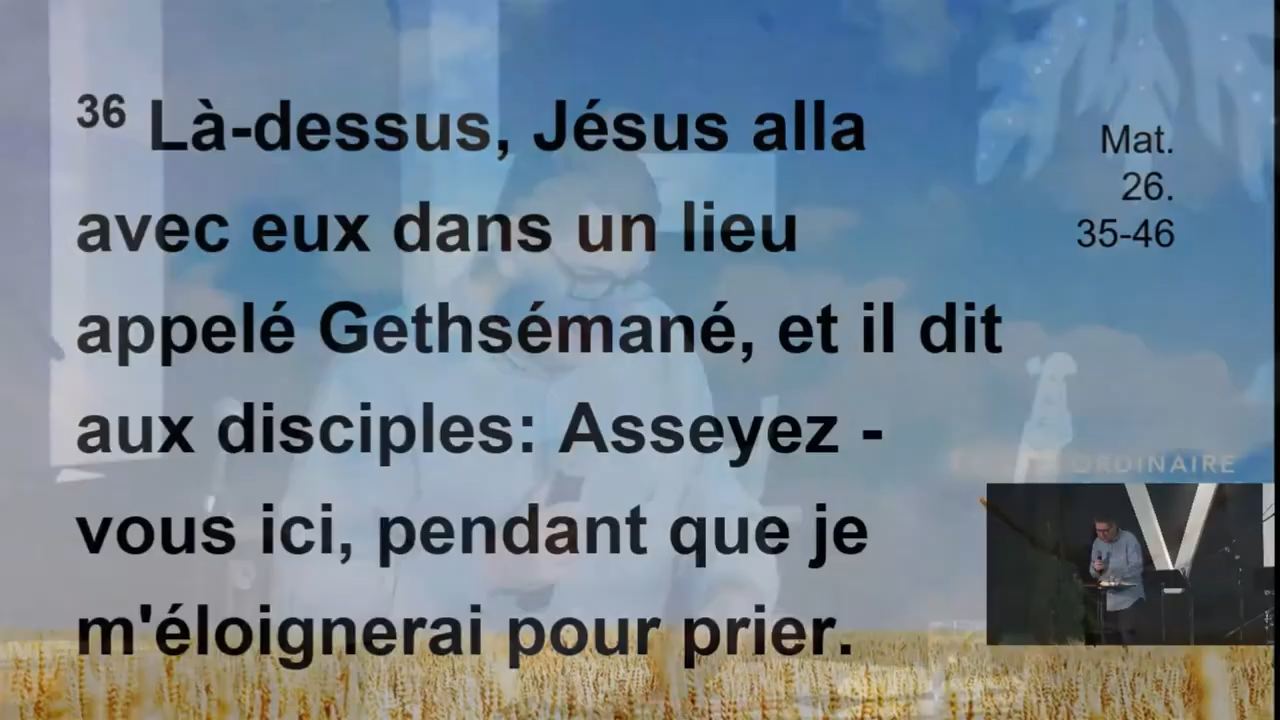 36 Là-dessus, Jésus alla
avec eux dans un lieu
appelé Gethsémané, et il dit
aux disciples: Asseyez -
vous ici, pendant que je
m'éloignerai pour prier.
Mat.
26.
35-46
ORDINAIRE